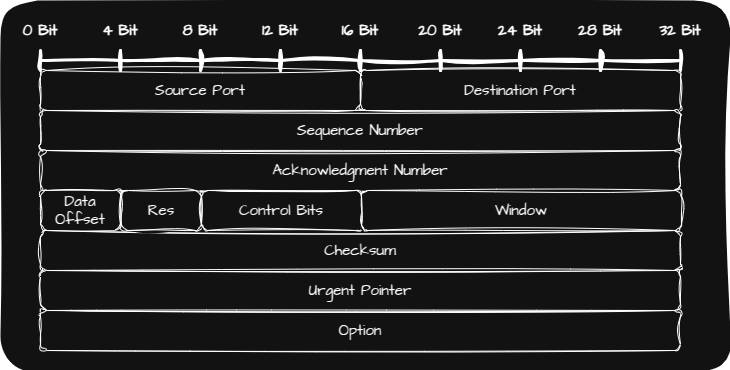 0 Bit 4 Bit 8 Bit 12 Bit 16 Bit 20 Bit 24 Bit 28 Bit 32 Bit
Source Port Destination Port
Sequence Number
Acknowledgment Number
Data
Offset
Res Control Bits Window
Checksum
Urgent Pointer
Option